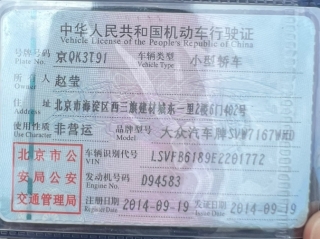 中华人民共和国机动车行驶证
Vehicle License of the People's Republic of China
号牌号码 京QK3T91 车辆类型 小型轿车
Plate No. Vehicle Type
所有人 赵莹
Owner
住址 北京市海淀区西三旗建材城东一里2楼6门402号
Address
使用性质 非营运 品牌型号 大众汽车牌SVW7167WED
Use Character Model
北京市公
安局公安
交通管理局
车辆识别代号 LSVFB6189E2201772
VIN
发动机号码 D94583
Engine No.
注册日期 2014-09-19 发证日期 2014-09-19
Register Date Issue Date